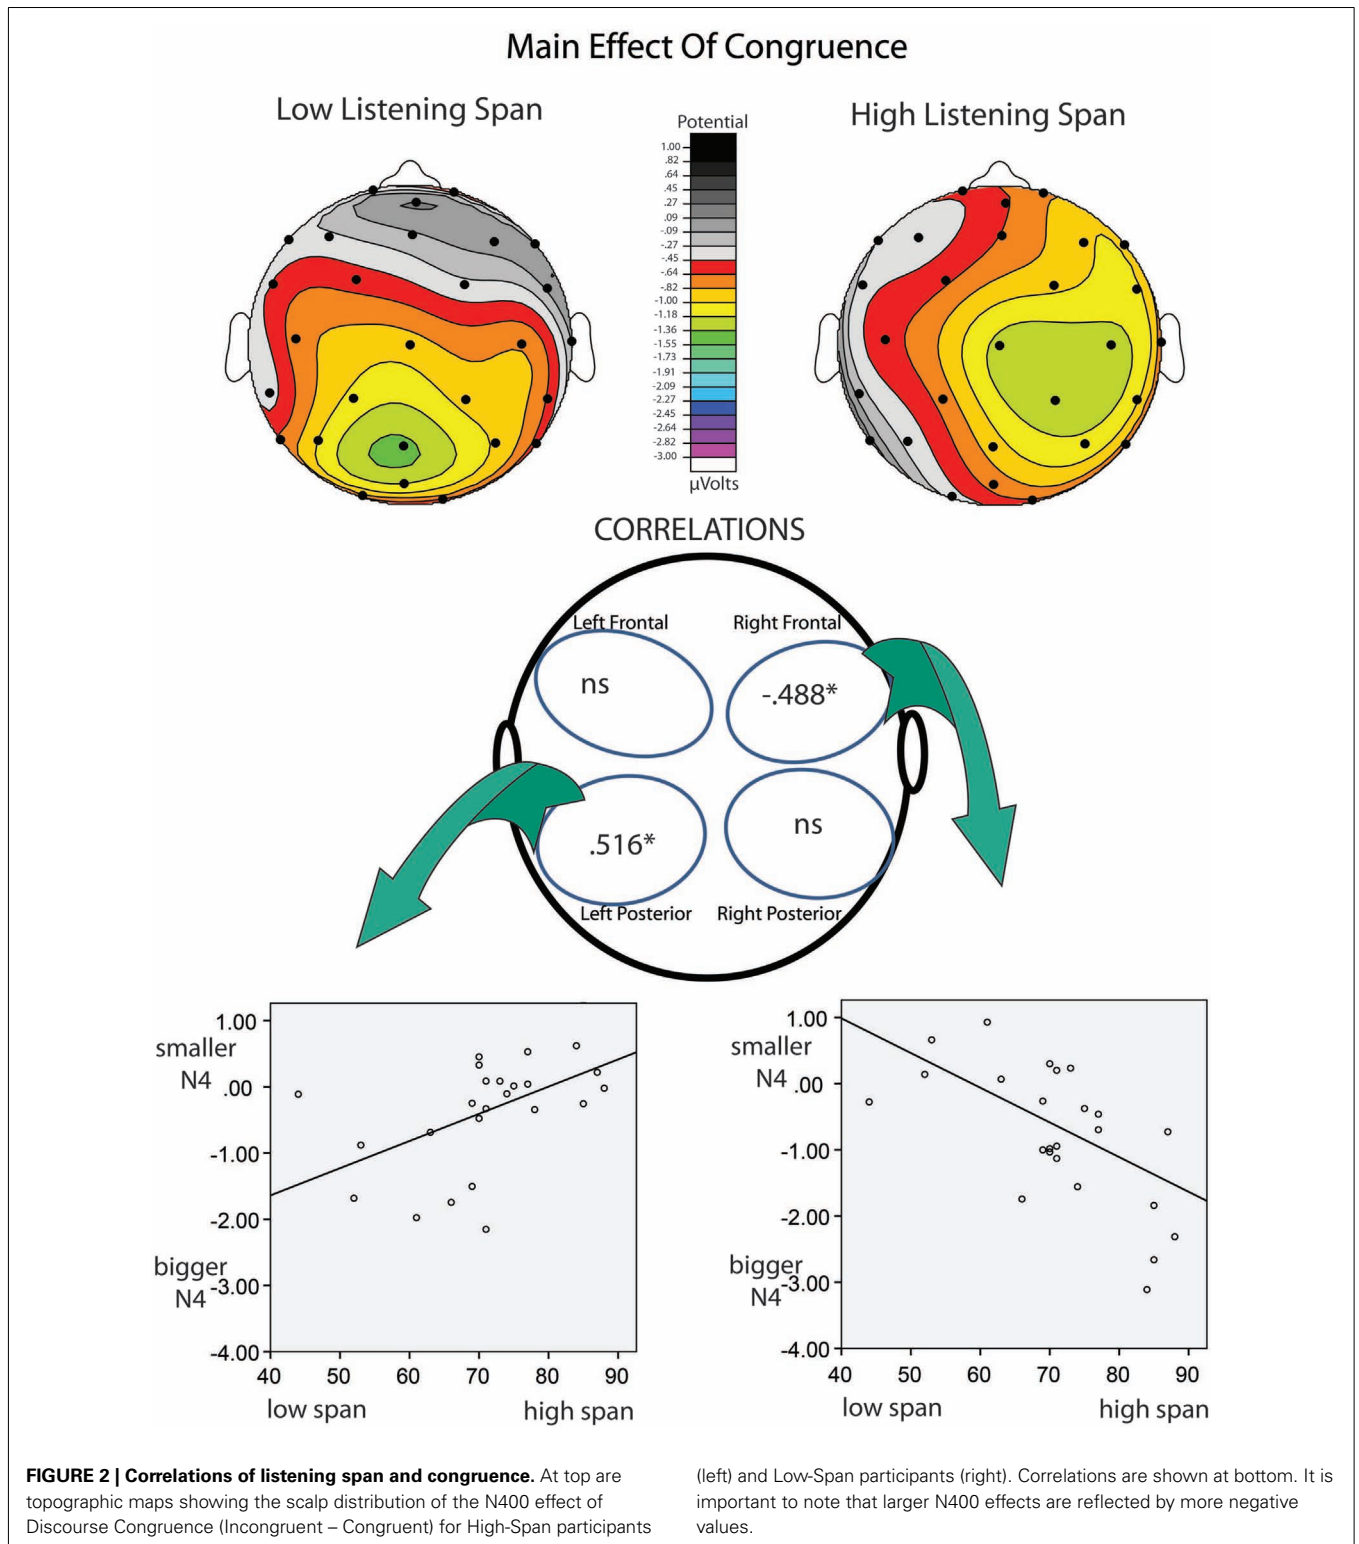 Main Effect Of Congruence
Low Listening Span
High Listening Span
Potential
1.00
.82
.64
.45
.27
.09
-.09
-.27
-.45
-.64
-.82
-1.00
-1.18
-1.36
-1.55
-1.73
-1.91
-2.09
-2.27
-2.45
-2.64
-2.82
-3.00
µVolts
CORRELATIONS
Left Frontal
Right Frontal
ns
-.488*
.516*
ns
Left Posterior
Right Posterior
1.00
smaller
N4
.00
-1.00
-2.00
bigger
N4
-3.00
-4.00
40 50 60 70 80 90
low span
high span
1.00
smaller
N4
.00
-1.00
-2.00
bigger
N4
-3.00
-4.00
40 50 60 70 80 90
low span
high span
FIGURE 2 | Correlations of listening span and congruence. At top are
topographic maps showing the scalp distribution of the N400 effect of
Discourse Congruence (Incongruent – Congruent) for High-Span participants
(left) and Low-Span participants (right). Correlations are shown at bottom. It is
important to note that larger N400 effects are reflected by more negative
values.